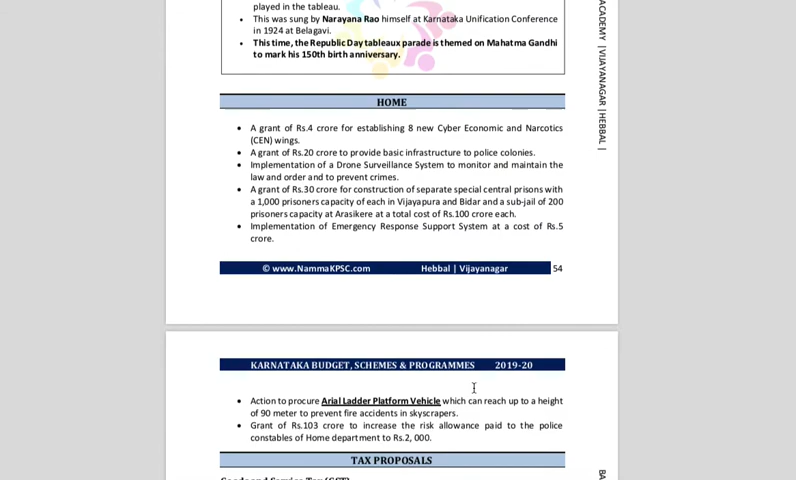 played in the tableau.
• This was sung by Narayana Rao himself at Karnataka Unification Conference
in 1924 at Belagavi.
• This time, the Republic Day tableaux parade is themed on Mahatma Gandhi
to mark his 150th birth anniversary.
ACADEMY |VIJAYANAGAR |HEBBAL |
HOME
• A grant of Rs.4 crore for establishing 8 new Cyber Economic and Narcotics
(CEN) wings.
• A grant of Rs.20 crore to provide basic infrastructure to police colonies.
• Implementation of a Drone Surveillance System to monitor and maintain the
law and order and to prevent crimes.
• A grant of Rs.30 crore for construction of separate special central prisons with
a 1,000 prisoners capacity of each in Vijayapura and Bidar and a sub-jail of 200
prisoners capacity at Arasikere at a total cost of Rs.100 crore each.
• Implementation of Emergency Response Support System at a cost of Rs.5
crore.
© www.NammaKPSC.com Hebbal | Vijayanagar 54
KARNATAKA BUDGET, SCHEMES & PROGRAMMES 2019-20
• Action to procure Arial Ladder Platform Vehicle which can reach up to a height
of 90 meter to prevent fire accidents in skyscrapers.
• Grant of Rs.103 crore to increase the risk allowance paid to the police
constables of Home department to Rs.2, 000.
TAX PROPOSALS
BA